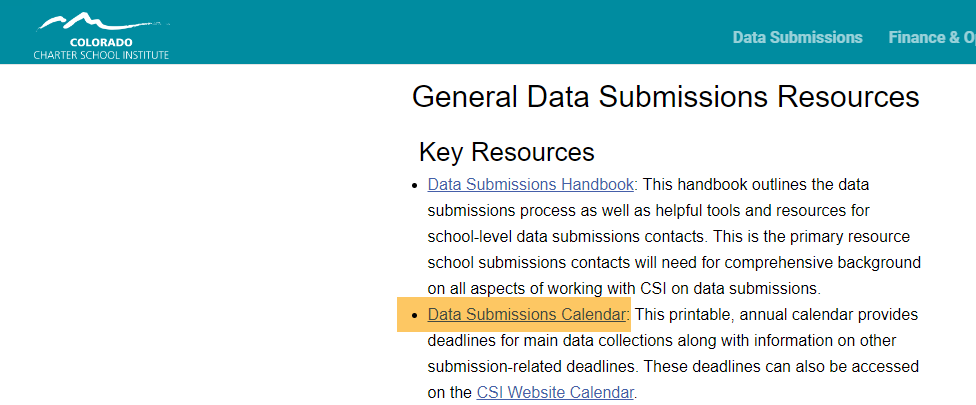 COLORADO
CHARTER SCHOOL INSTITUTE
Data Submissions Finance &
General Data Submissions Resources
Key Resources
• Data Submissions Handbook: This handbook outlines the data
submissions process as well as helpful tools and resources for
school-level data submissions contacts. This is the primary resource
school submissions contacts will need for comprehensive background
on all aspects of working with CSI on data submissions.
• Data Submissions Calendar: This printable, annual calendar provides
deadlines for main data collections along with information on other
submission-related deadlines. These deadlines can also be accessed
on the CSI Website Calendar.